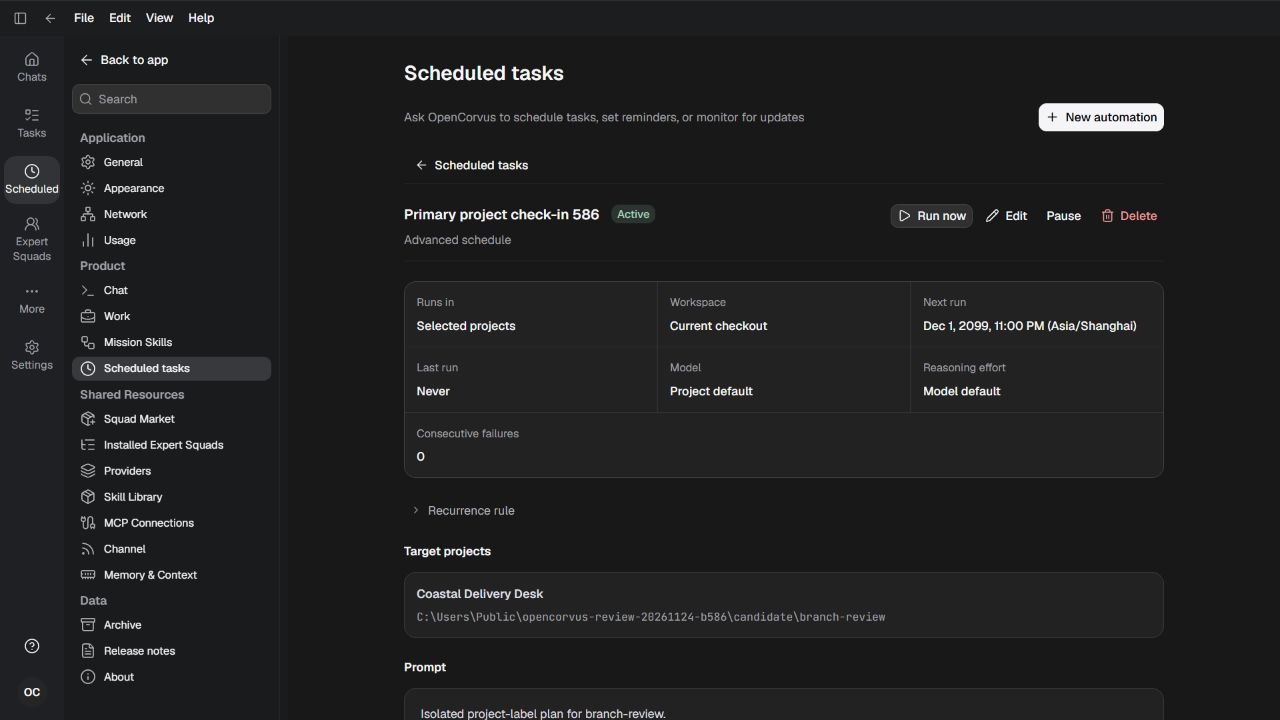 File Edit View Help
Chats
Tasks
Scheduled
Expert
Squads
More
Settings
OC
Back to app
Search
Application
General
Appearance
Network
Usage
Product
Chat
Work
Mission Skills
Scheduled tasks
Shared Resources
Squad Market
Installed Expert Squads
Providers
Skill Library
MCP Connections
Channel
Memory & Context
Data
Archive
Release notes
About
Scheduled tasks
Ask OpenCorvus to schedule tasks, set reminders, or monitor for updates
New automation
Scheduled tasks
Primary project check-in 586 Active
Run now Edit Pause Delete
Advanced schedule
Runs in
Selected projects
Workspace
Current checkout
Next run
Dec 1, 2099, 11:00 PM (Asia/Shanghai)
Last run
Never
Model
Project default
Reasoning effort
Model default
Consecutive failures
0
Recurrence rule
Target projects
Coastal Delivery Desk
C:\Users\Public\opencorvus-review-20261124-b586\candidate\branch-review
Prompt
Isolated project-label plan for branch-review.